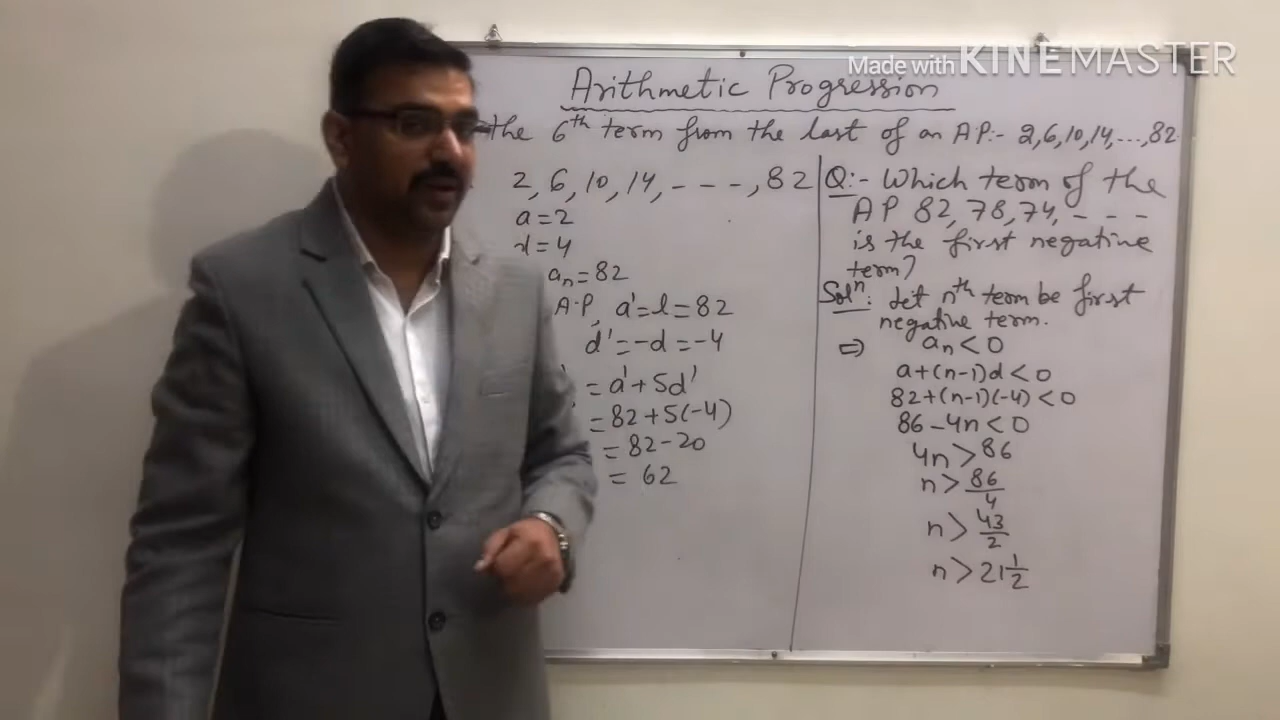 Made with KINEMASTER
Arithmetic Progression
the 6th term from the last of an A.P:- 2,6,10,14,...,82
2, 6, 10, 14, - - - -, 82
a = 2
d = 4
an = 82
A.P, a' = l = 82
d' = -d = -4
= a' + 5d'
= 82 + 5(-4)
= 82 - 20
= 62
Q:- Which term of the
AP 82, 78, 74, - - -
is the first negative
term?
Soln: Let nth term be first
negative term.
⇒ an < 0
a+(n-1)d < 0
82+(n-1)(-4) < 0
86 - 4n < 0
4n > 86
n > 86/4
n > 43/2
n > 21 1/2